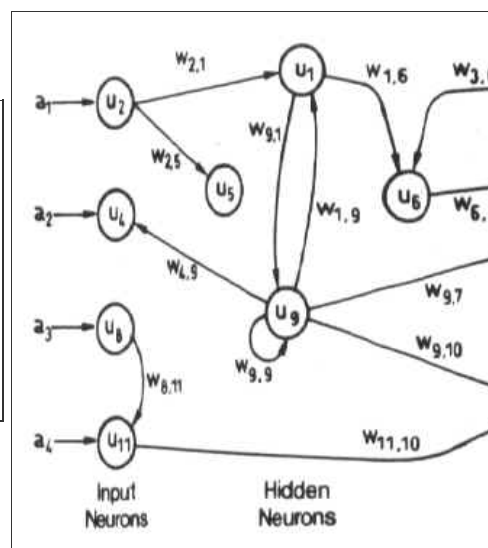 w2,1
u1
w1,6
w3,
a1
u2
w9,1
w2,5
u5
u6
w1,9
w6,
a2
u4
w4,9
u9
w9,7
a3
u8
w9,10
w9,9
w8,11
a4
u11
w11,10
Input
Neurons
Hidden
Neurons